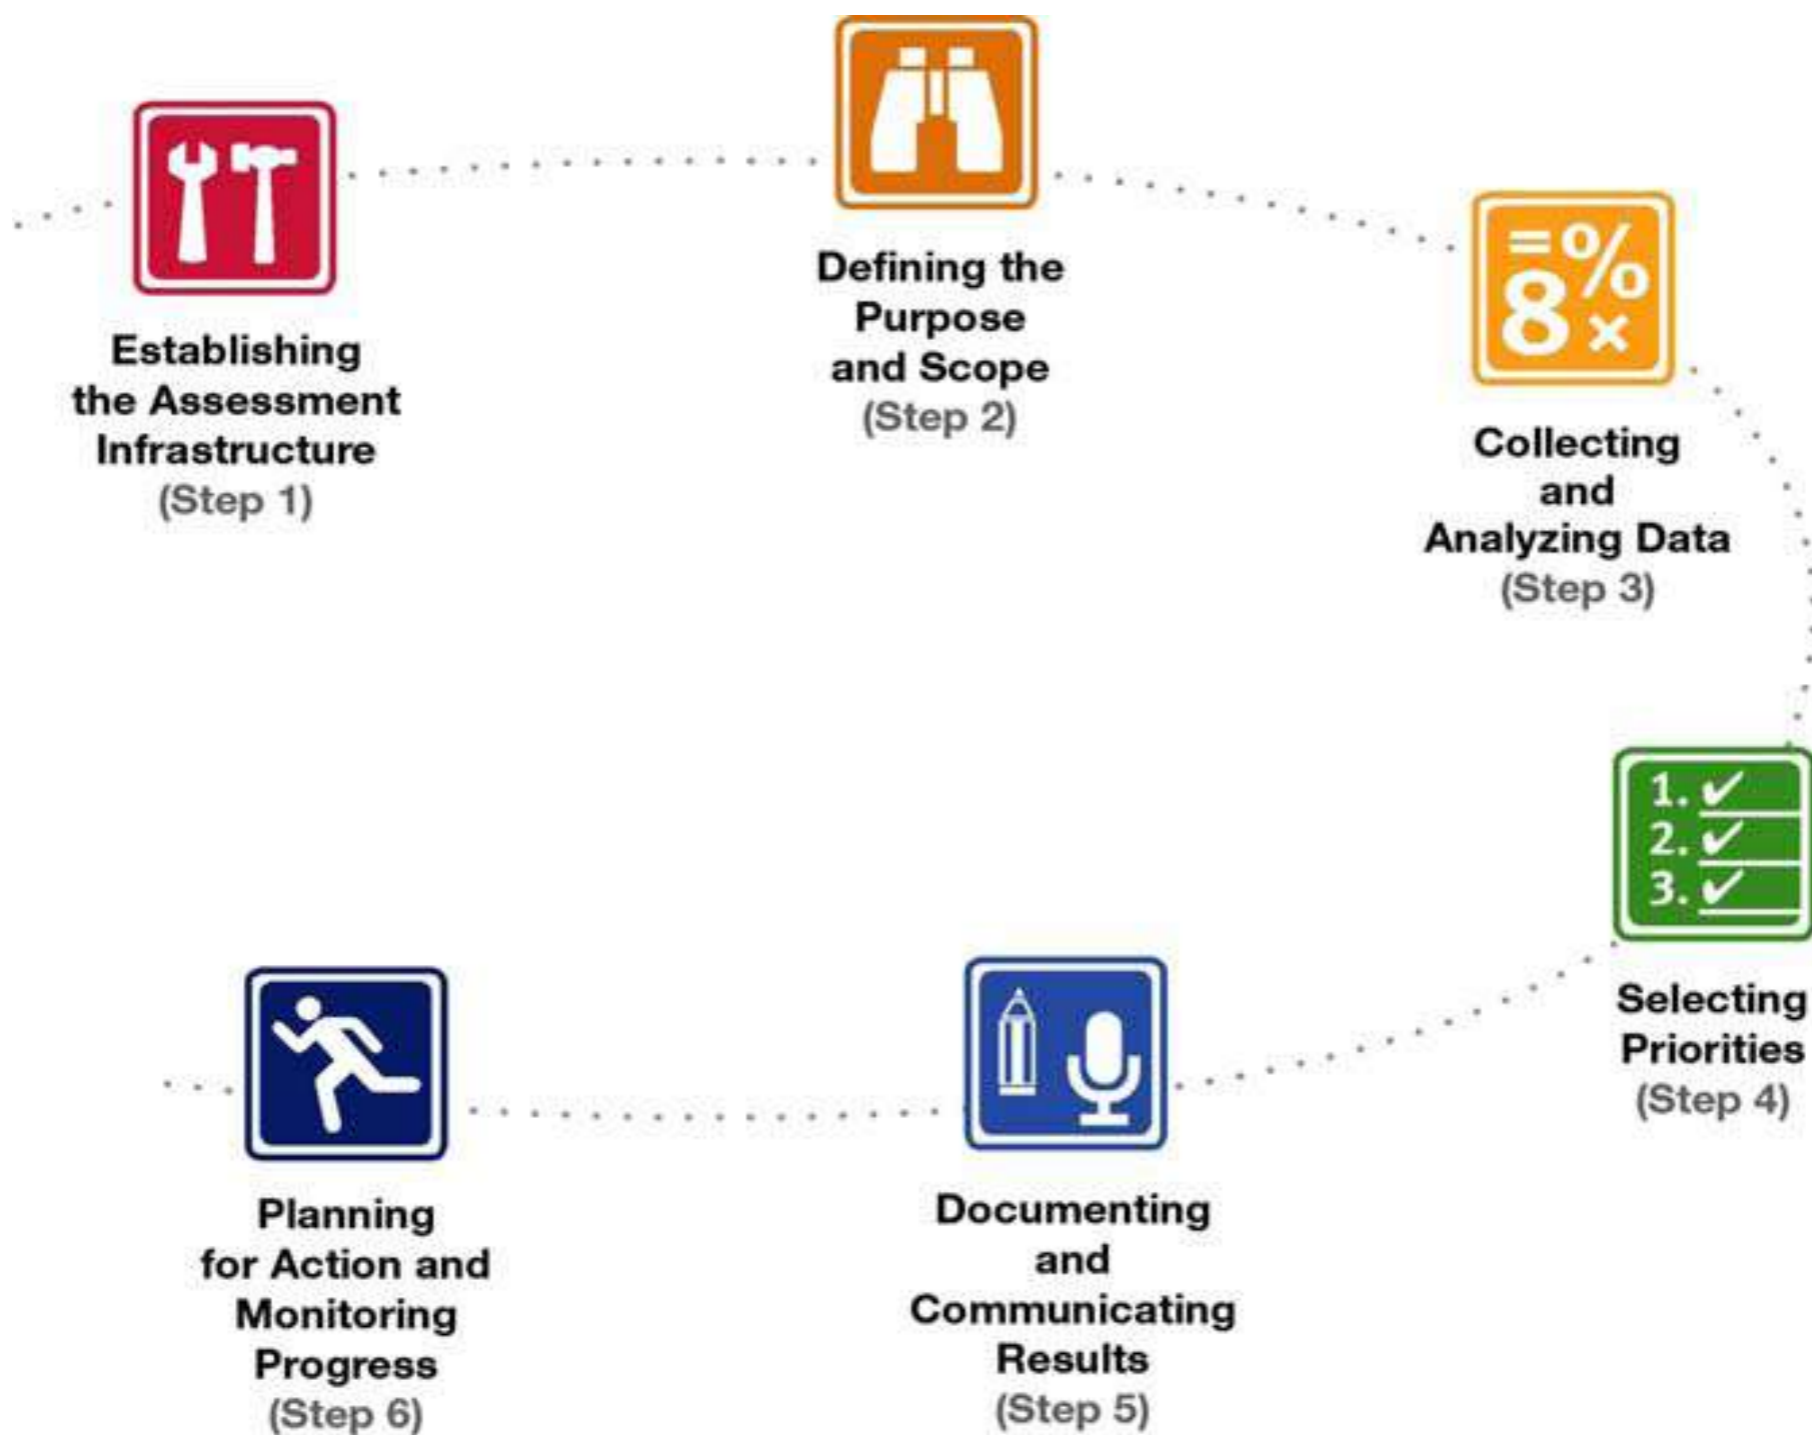 Establishing
the Assessment
Infrastructure
(Step 1)
Defining the
Purpose
and Scope
(Step 2)
=%
8×
Collecting
and
Analyzing Data
(Step 3)
1. ✓
2. ✓
3. ✓
Selecting
Priorities
(Step 4)
Documenting
and
Communicating
Results
(Step 5)
Planning
for Action and
Monitoring
Progress
(Step 6)